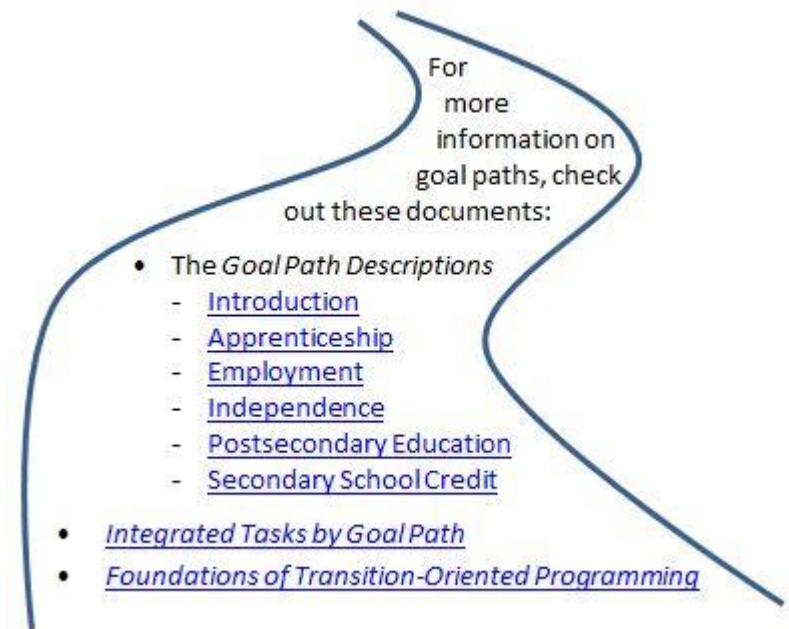 For
more
information on
goal paths, check
out these documents:
• The Goal Path Descriptions
- Introduction
- Apprenticeship
- Employment
- Independence
- Postsecondary Education
- Secondary School Credit
• Integrated Tasks by Goal Path
• Foundations of Transition-Oriented Programming